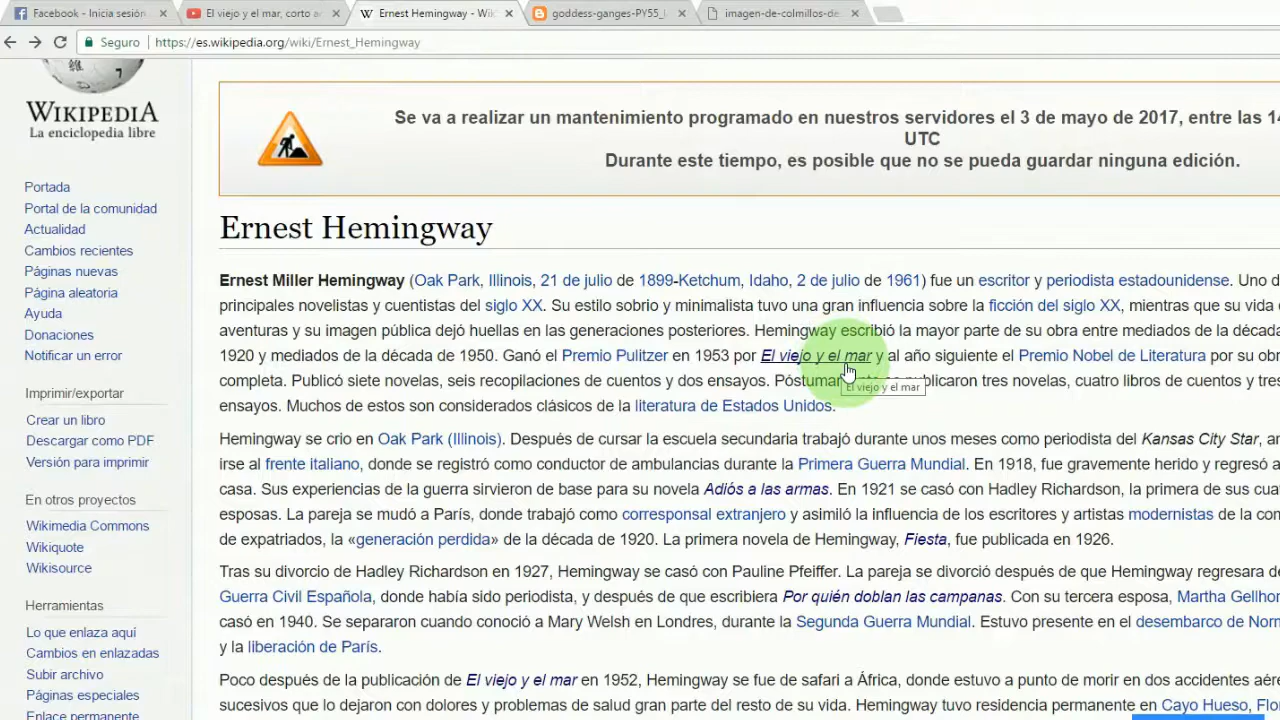 Facebook - Inicia sesión
El viejo y el mar, corto a
Ernest Hemingway - Wik
goddess-ganges-PY55_l
imagen-de-colmillos-de
Seguro
https://es.wikipedia.org/wiki/Ernest_Hemingway
WIKIPEDIA
La enciclopedia libre
Portada
Portal de la comunidad
Actualidad
Cambios recientes
Páginas nuevas
Página aleatoria
Ayuda
Donaciones
Notificar un error
Imprimir/exportar
Crear un libro
Descargar como PDF
Versión para imprimir
En otros proyectos
Wikimedia Commons
Wikiquote
Wikisource
Herramientas
Lo que enlaza aquí
Cambios en enlazadas
Subir archivo
Páginas especiales
Enlace permanente
Se va a realizar un mantenimiento programado en nuestros servidores el 3 de mayo de 2017, entre las 14
UTC
Durante este tiempo, es posible que no se pueda guardar ninguna edición.
Ernest Hemingway
Ernest Miller Hemingway (Oak Park, Illinois, 21 de julio de 1899-Ketchum, Idaho, 2 de julio de 1961) fue un escritor y periodista estadounidense. Uno d
principales novelistas y cuentistas del siglo XX. Su estilo sobrio y minimalista tuvo una gran influencia sobre la ficción del siglo XX, mientras que su vida
aventuras y su imagen pública dejó huellas en las generaciones posteriores. Hemingway escribió la mayor parte de su obra entre mediados de la década
1920 y mediados de la década de 1950. Ganó el Premio Pulitzer en 1953 por El viejo y el mar y al año siguiente el Premio Nobel de Literatura por su obr
completa. Publicó siete novelas, seis recopilaciones de cuentos y dos ensayos. Póstumam publicaron tres novelas, cuatro libros de cuentos y tres
El viejo y el mar
ensayos. Muchos de estos son considerados clásicos de la literatura de Estados Unidos.
Hemingway se crio en Oak Park (Illinois). Después de cursar la escuela secundaria trabajó durante unos meses como periodista del Kansas City Star, an
irse al frente italiano, donde se registró como conductor de ambulancias durante la Primera Guerra Mundial. En 1918, fue gravemente herido y regresó a
casa. Sus experiencias de la guerra sirvieron de base para su novela Adiós a las armas. En 1921 se casó con Hadley Richardson, la primera de sus cua
esposas. La pareja se mudó a París, donde trabajó como corresponsal extranjero y asimiló la influencia de los escritores y artistas modernistas de la con
de expatriados, la «generación perdida» de la década de 1920. La primera novela de Hemingway, Fiesta, fue publicada en 1926.
Tras su divorcio de Hadley Richardson en 1927, Hemingway se casó con Pauline Pfeiffer. La pareja se divorció después de que Hemingway regresara de
Guerra Civil Española, donde había sido periodista, y después de que escribiera Por quién doblan las campanas. Con su tercera esposa, Martha Gellhor
casó en 1940. Se separaron cuando conoció a Mary Welsh en Londres, durante la Segunda Guerra Mundial. Estuvo presente en el desembarco de Norm
y la liberación de París.
Poco después de la publicación de El viejo y el mar en 1952, Hemingway se fue de safari a África, donde estuvo a punto de morir en dos accidentes aére
sucesivos que lo dejaron con dolores y problemas de salud gran parte del resto de su vida. Hemingway tuvo residencia permanente en Cayo Hueso, Flo